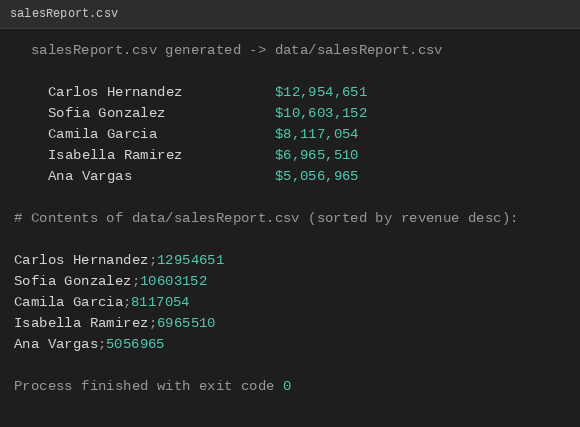 salesReport.csv
salesReport.csv generated -> data/salesReport.csv
Carlos Hernandez $12,954,651
Sofia Gonzalez $10,603,152
Camila Garcia $8,117,054
Isabella Ramirez $6,965,510
Ana Vargas $5,056,965
# Contents of data/salesReport.csv (sorted by revenue desc):
Carlos Hernandez;12954651
Sofia Gonzalez;10603152
Camila Garcia;8117054
Isabella Ramirez;6965510
Ana Vargas;5056965
Process finished with exit code 0